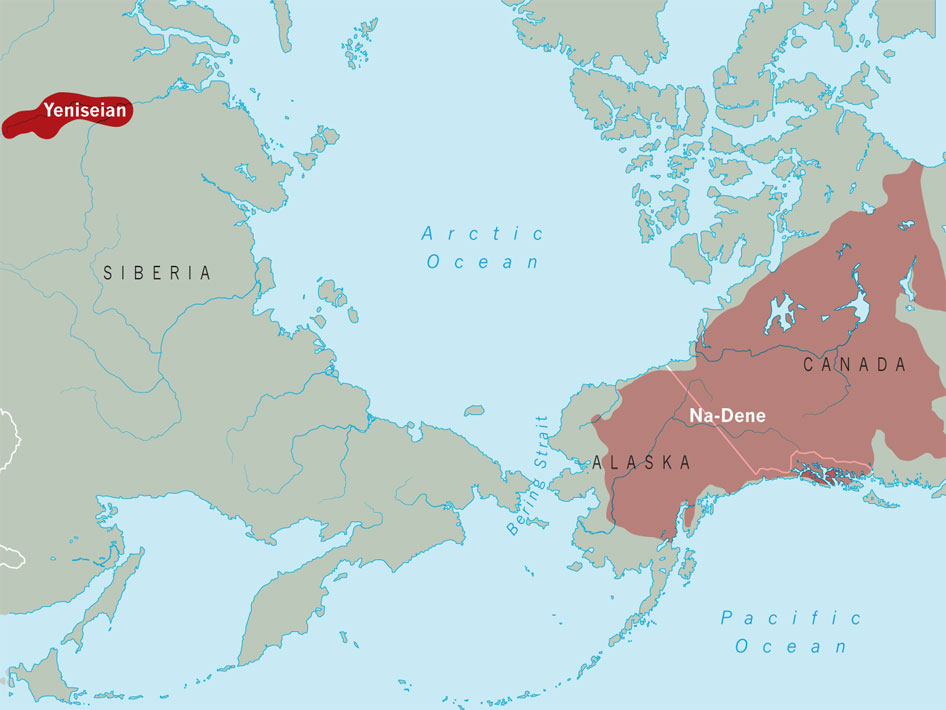 Yeniseian
Arctic
Ocean
SIBERIA
CANADA
Na-Dene
Bering Strait
ALASKA
Pacific
Ocean